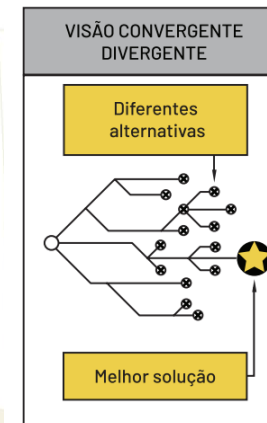 VISÃO CONVERGENTE
DIVERGENTE
Diferentes
alternativas
Melhor solução